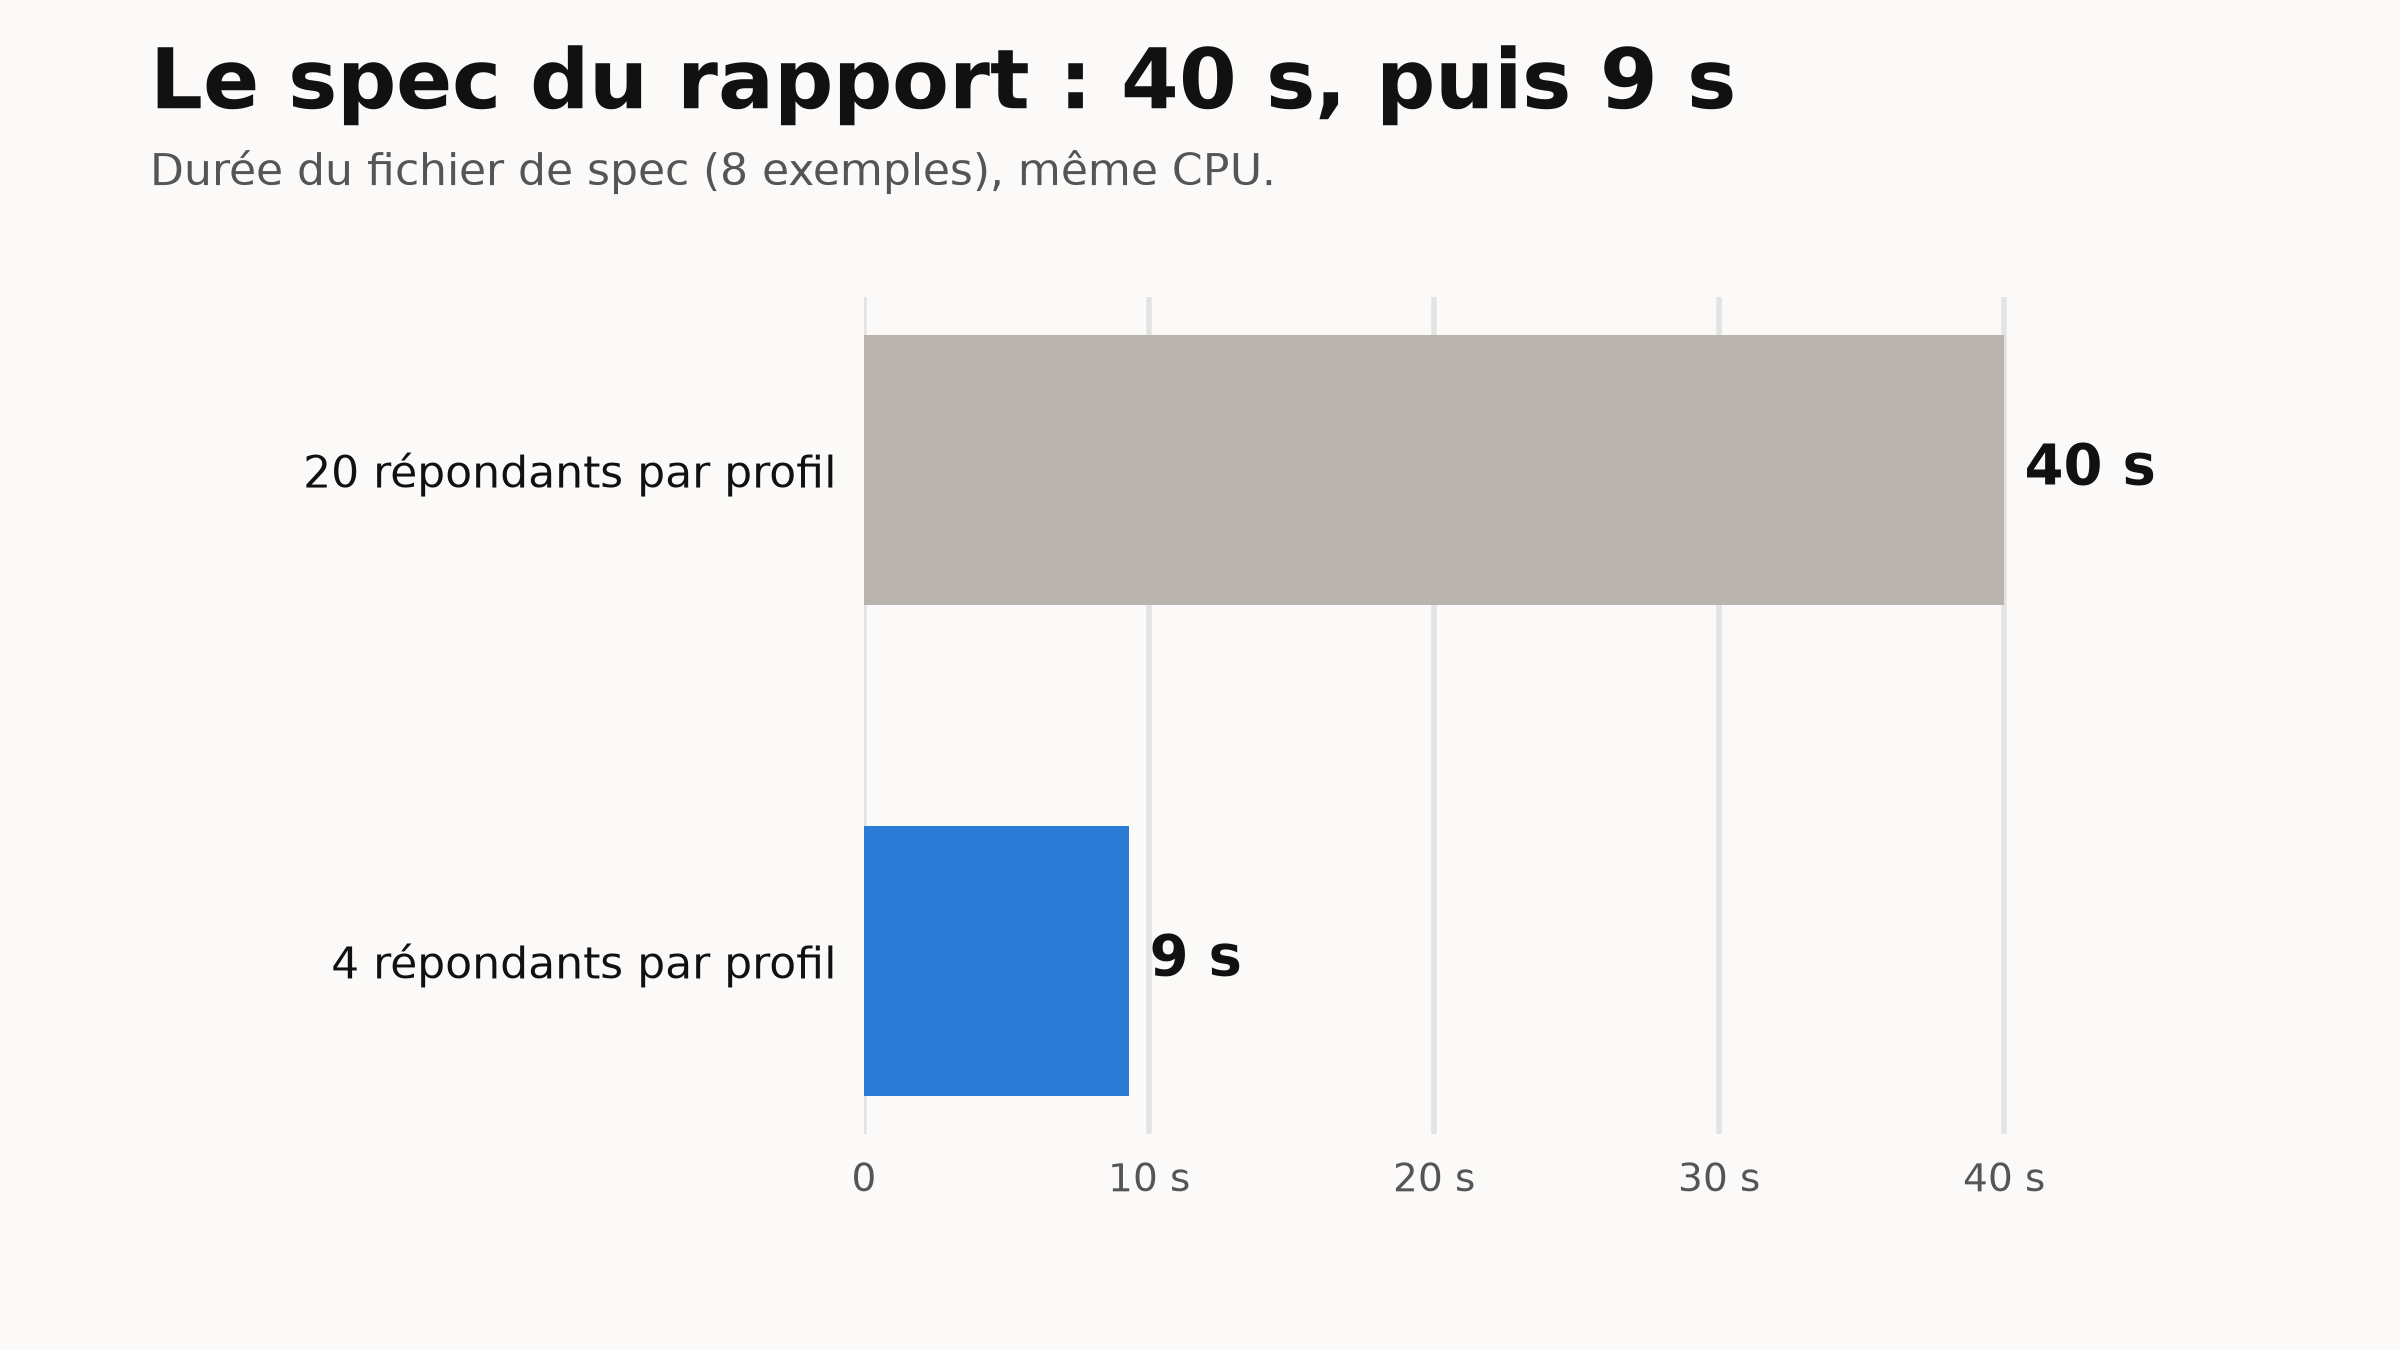 Le spec du rapport : 40 s, puis 9 s
Durée du fichier de spec (8 exemples), même CPU.
20 répondants par profil
40 s
4 répondants par profil
9 s
0
10 s
20 s
30 s
40 s